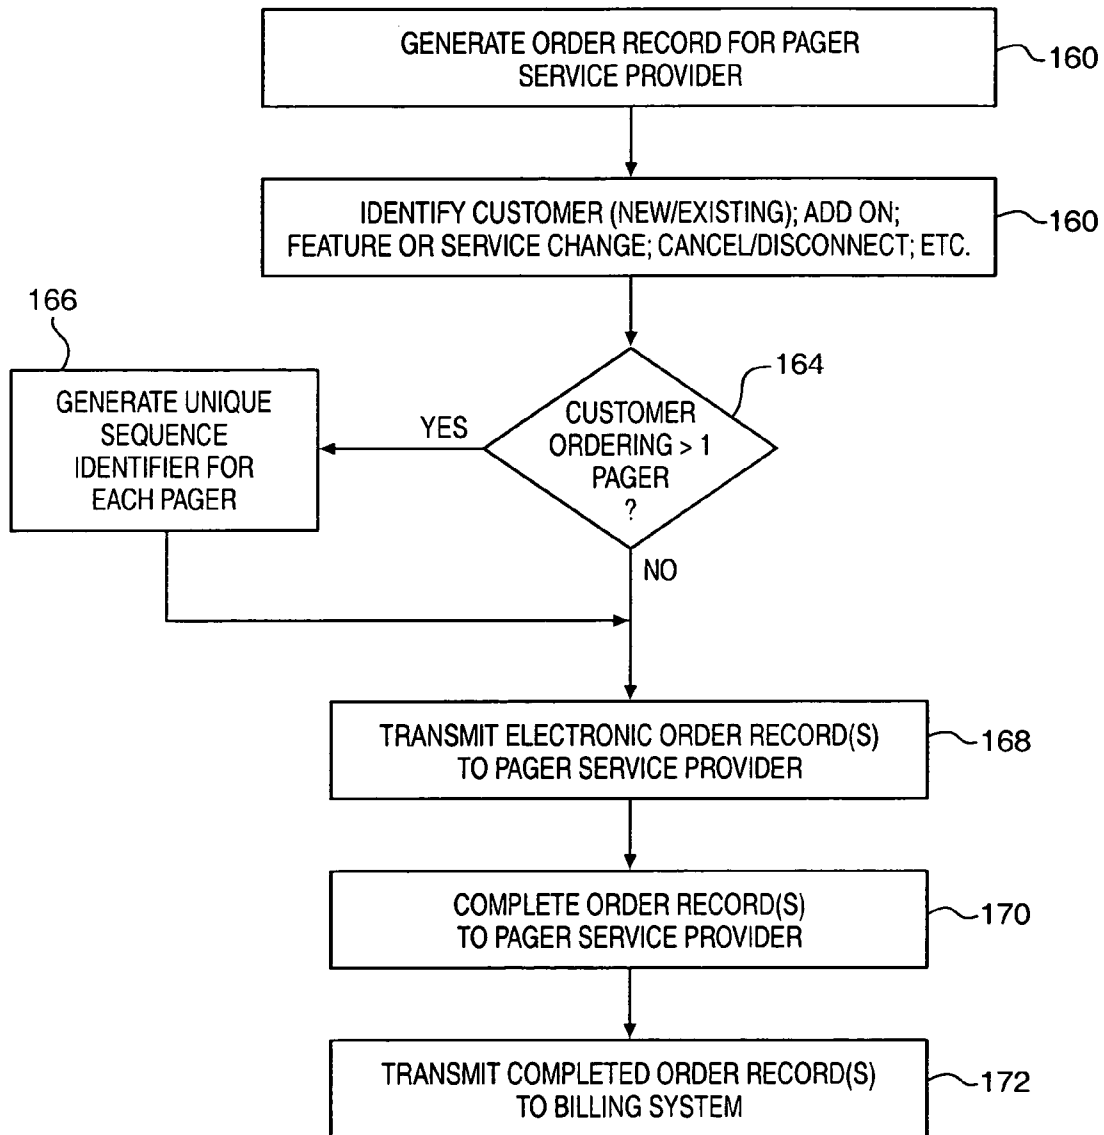 GENERATE ORDER RECORD FOR PAGER
SERVICE PROVIDER
160
IDENTIFY CUSTOMER (NEW/EXISTING); ADD ON;
FEATURE OR SERVICE CHANGE; CANCEL/DISCONNECT; ETC.
160
166
GENERATE UNIQUE
SEQUENCE
IDENTIFIER FOR
EACH PAGER
YES
CUSTOMER
ORDERING > 1
PAGER
?
164
NO
TRANSMIT ELECTRONIC ORDER RECORD(S)
TO PAGER SERVICE PROVIDER
168
COMPLETE ORDER RECORD(S)
TO PAGER SERVICE PROVIDER
170
TRANSMIT COMPLETED ORDER RECORD(S)
TO BILLING SYSTEM
172